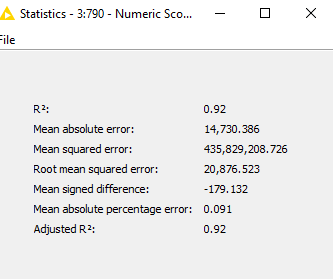 Statistics - 3:790 - Numeric Sco...
File
R²: 0.92
Mean absolute error: 14,730.386
Mean squared error: 435,829,208.726
Root mean squared error: 20,876.523
Mean signed difference: -179.132
Mean absolute percentage error: 0.091
Adjusted R²: 0.92